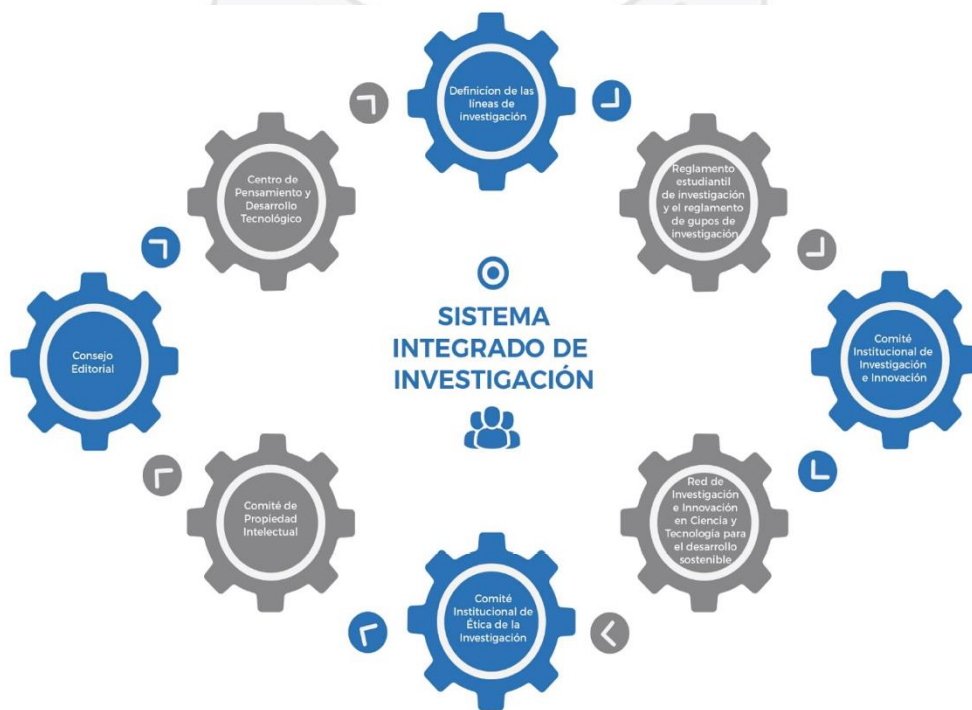 Definicíon de las
líneas de
investigación
Reglamento
estudiantil
de investigación
y el reglamento
de gupos de
investigación
Comité
Institucional de
Investigación
e Innovación
Red de
Investigación
e Innovación
en Ciencia y
Tecnología para
el desarrollo
sostenible
Comité
Institucional de
Ética de la
Investigación
Comité de
Propiedad
Intelectual
Consejo
Editorial
Centro de
Pensamiento y
Desarrollo
Tecnológico
SISTEMA
INTEGRADO DE
INVESTIGACIÓN